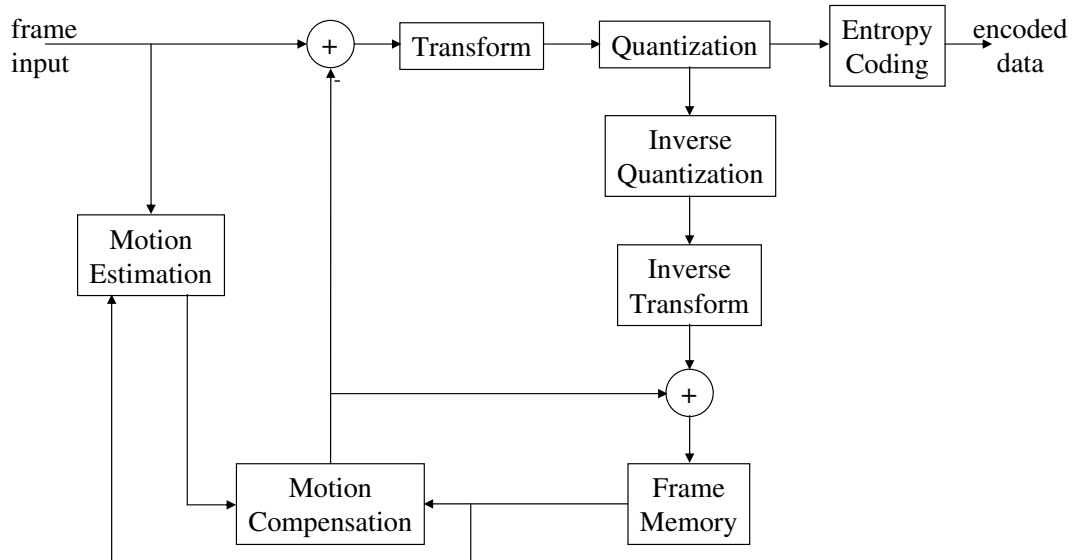 frame
input
+
-
Transform
Quantization
Entropy
Coding
encoded
data
Inverse
Quantization
Motion
Estimation
Inverse
Transform
+
Motion
Compensation
Frame
Memory